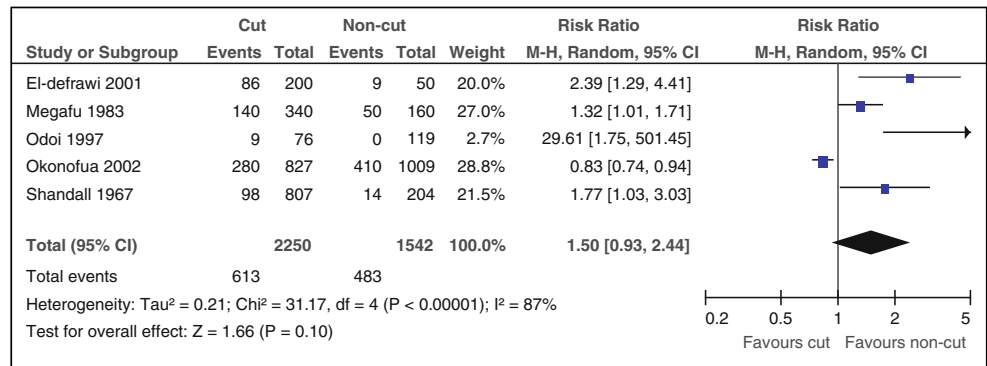 Cut Non-cut Risk Ratio Risk Ratio
Study or Subgroup Events Total Events Total Weight M-H, Random, 95% CI M-H, Random, 95% CI
El-defrawi 2001 86 200 9 50 20.0% 2.39 [1.29, 4.41]
Megafu 1983 140 340 50 160 27.0% 1.32 [1.01, 1.71]
Odoi 1997 9 76 0 119 2.7% 29.61 [1.75, 501.45]
Okonofua 2002 280 827 410 1009 28.8% 0.83 [0.74, 0.94]
Shandall 1967 98 807 14 204 21.5% 1.77 [1.03, 3.03]
Total (95% CI) 2250 1542 100.0% 1.50 [0.93, 2.44]
Total events 613 483
Heterogeneity: Tau² = 0.21; Chi² = 31.17, df = 4 (P < 0.00001); I² = 87%
Test for overall effect: Z = 1.66 (P = 0.10)
0.2 0.5 1 2 5
Favours cut Favours non-cut